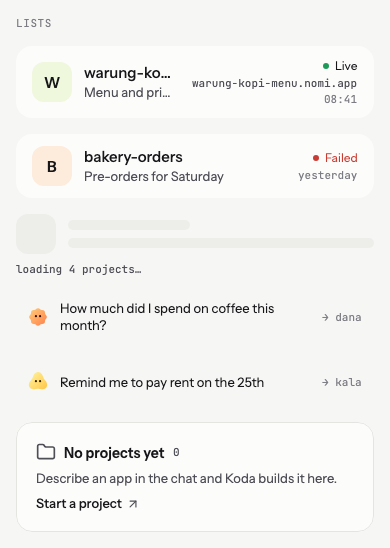 LISTS
W
warung-ko…
Live
Menu and pri…
warung-kopi-menu.nomi.app
08:41
B
bakery-orders
Failed
Pre-orders for Saturday
yesterday
loading 4 projects…
How much did I spend on coffee this
month?
→ dana
Remind me to pay rent on the 25th
→ kala
No projects yet 0
Describe an app in the chat and Koda builds it here.
Start a project ↗